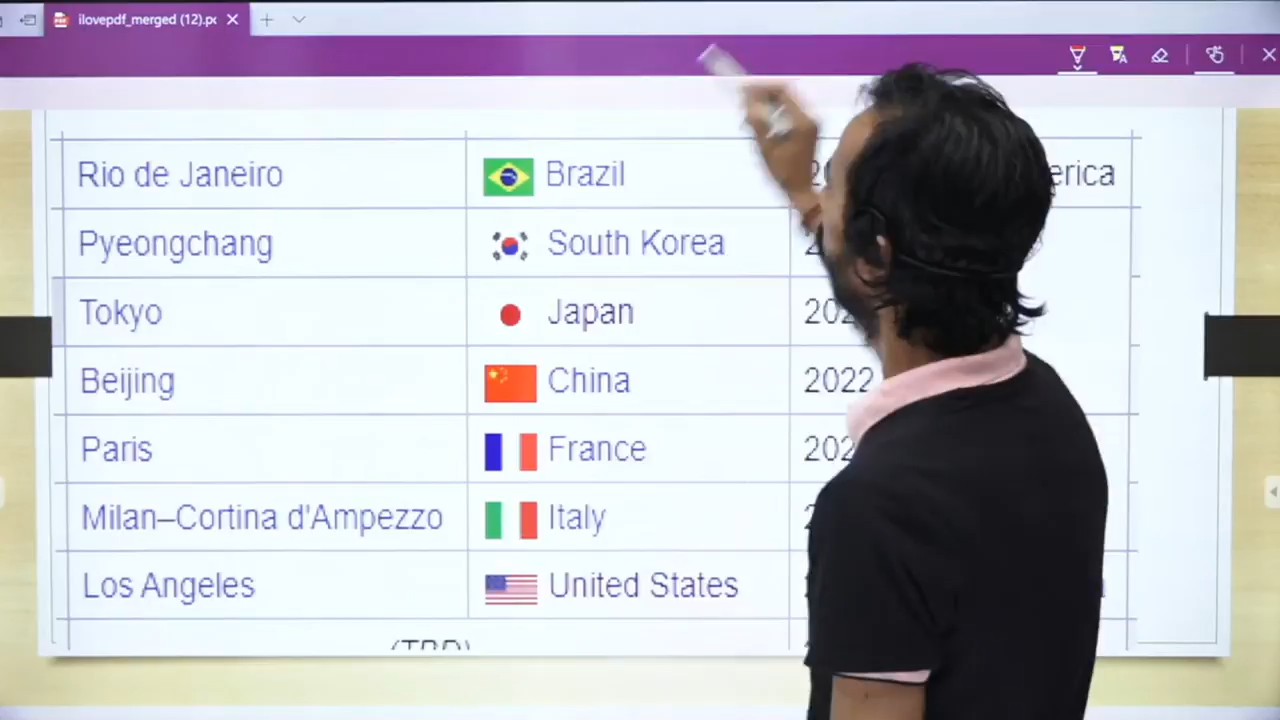 ilovepdf_merged (12).pc
Rio de Janeiro Brazil erica
Pyeongchang South Korea
Tokyo Japan
Beijing China 2022
Paris France
Milan–Cortina d'Ampezzo Italy
Los Angeles United States
(TBD)